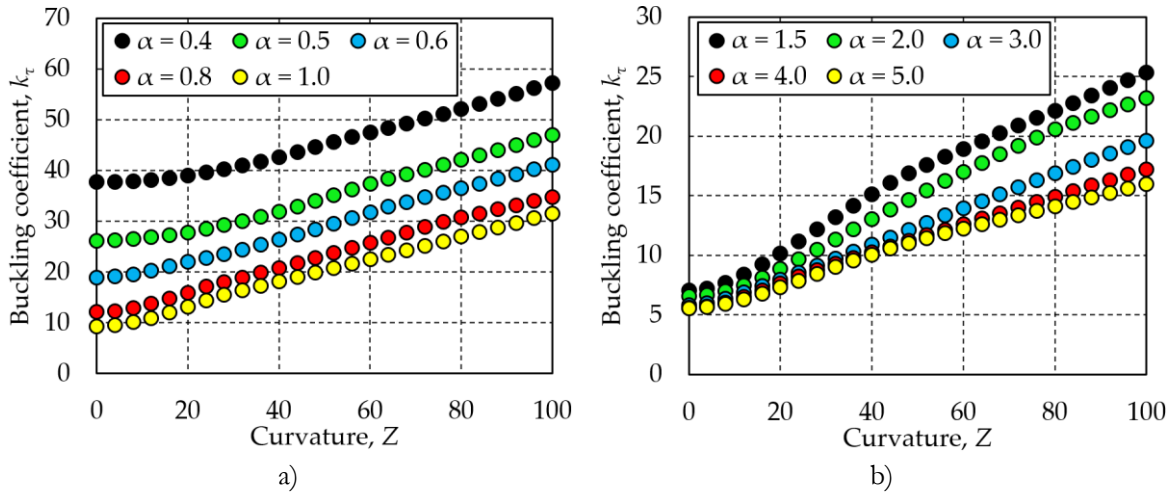 70
60
50
40
30
20
10
0
Buckling coefficient, kτ
α = 0.4 α = 0.5 α = 0.6
α = 0.8 α = 1.0
0 20 40 60 80 100
Curvature, Z
a)
30
25
20
15
10
5
0
Buckling coefficient, kτ
α = 1.5 α = 2.0 α = 3.0
α = 4.0 α = 5.0
0 20 40 60 80 100
Curvature, Z
b)